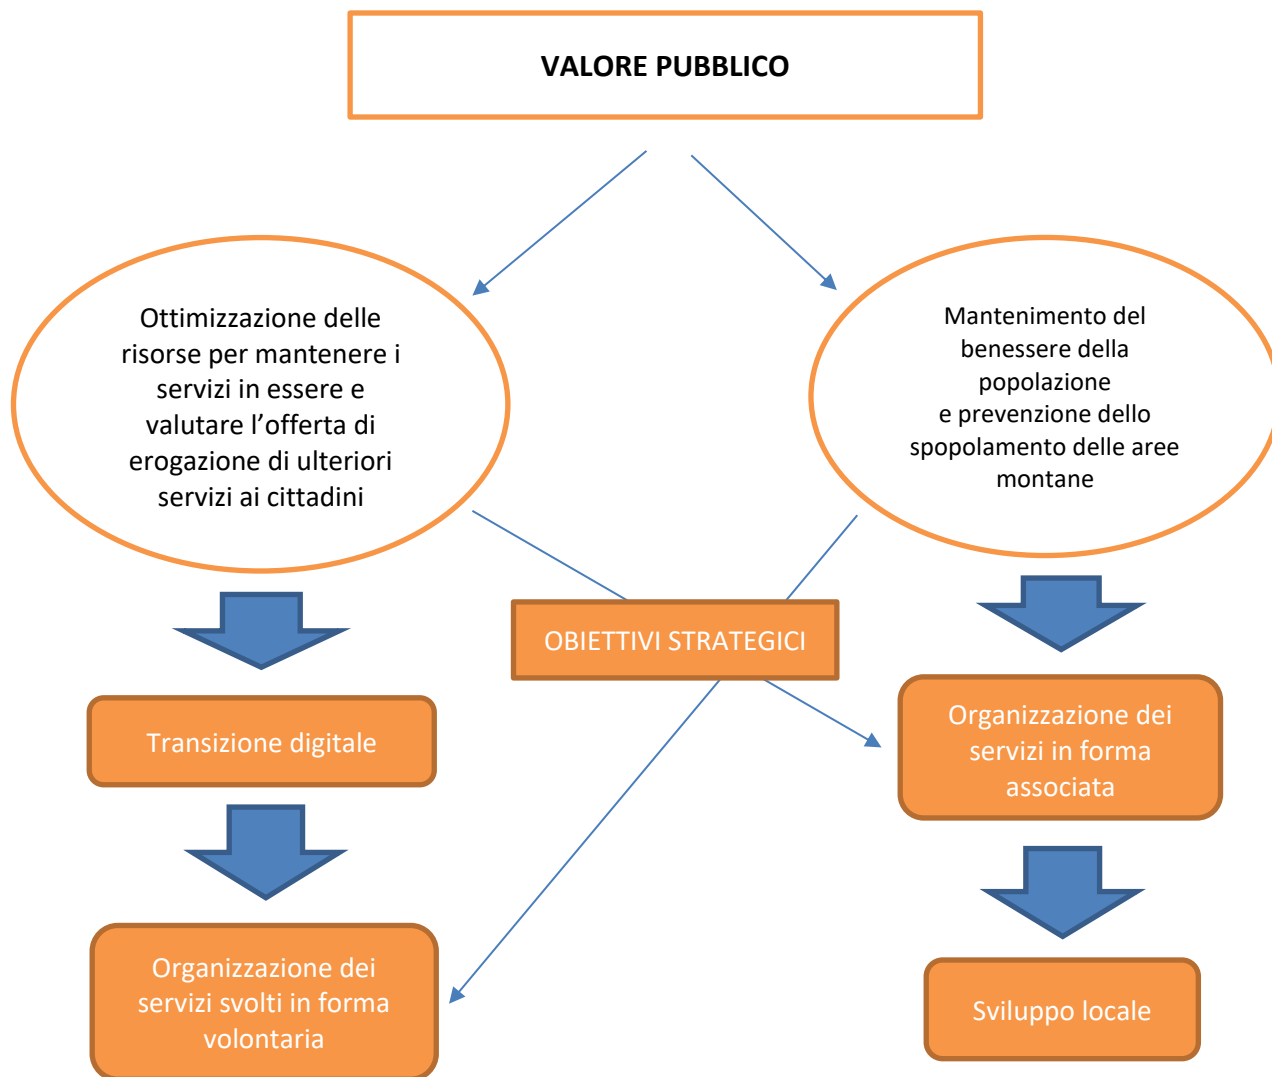 VALORE PUBBLICO
Ottimizzazione delle
risorse per mantenere i
servizi in essere e
valutare l’offerta di
erogazione di ulteriori
servizi ai cittadini
Mantenimento del
benessere della
popolazione
e prevenzione dello
spopolamento delle aree
montane
OBIETTIVI STRATEGICI
Transizione digitale
Organizzazione dei
servizi in forma
associata
Organizzazione dei
servizi svolti in forma
volontaria
Sviluppo locale